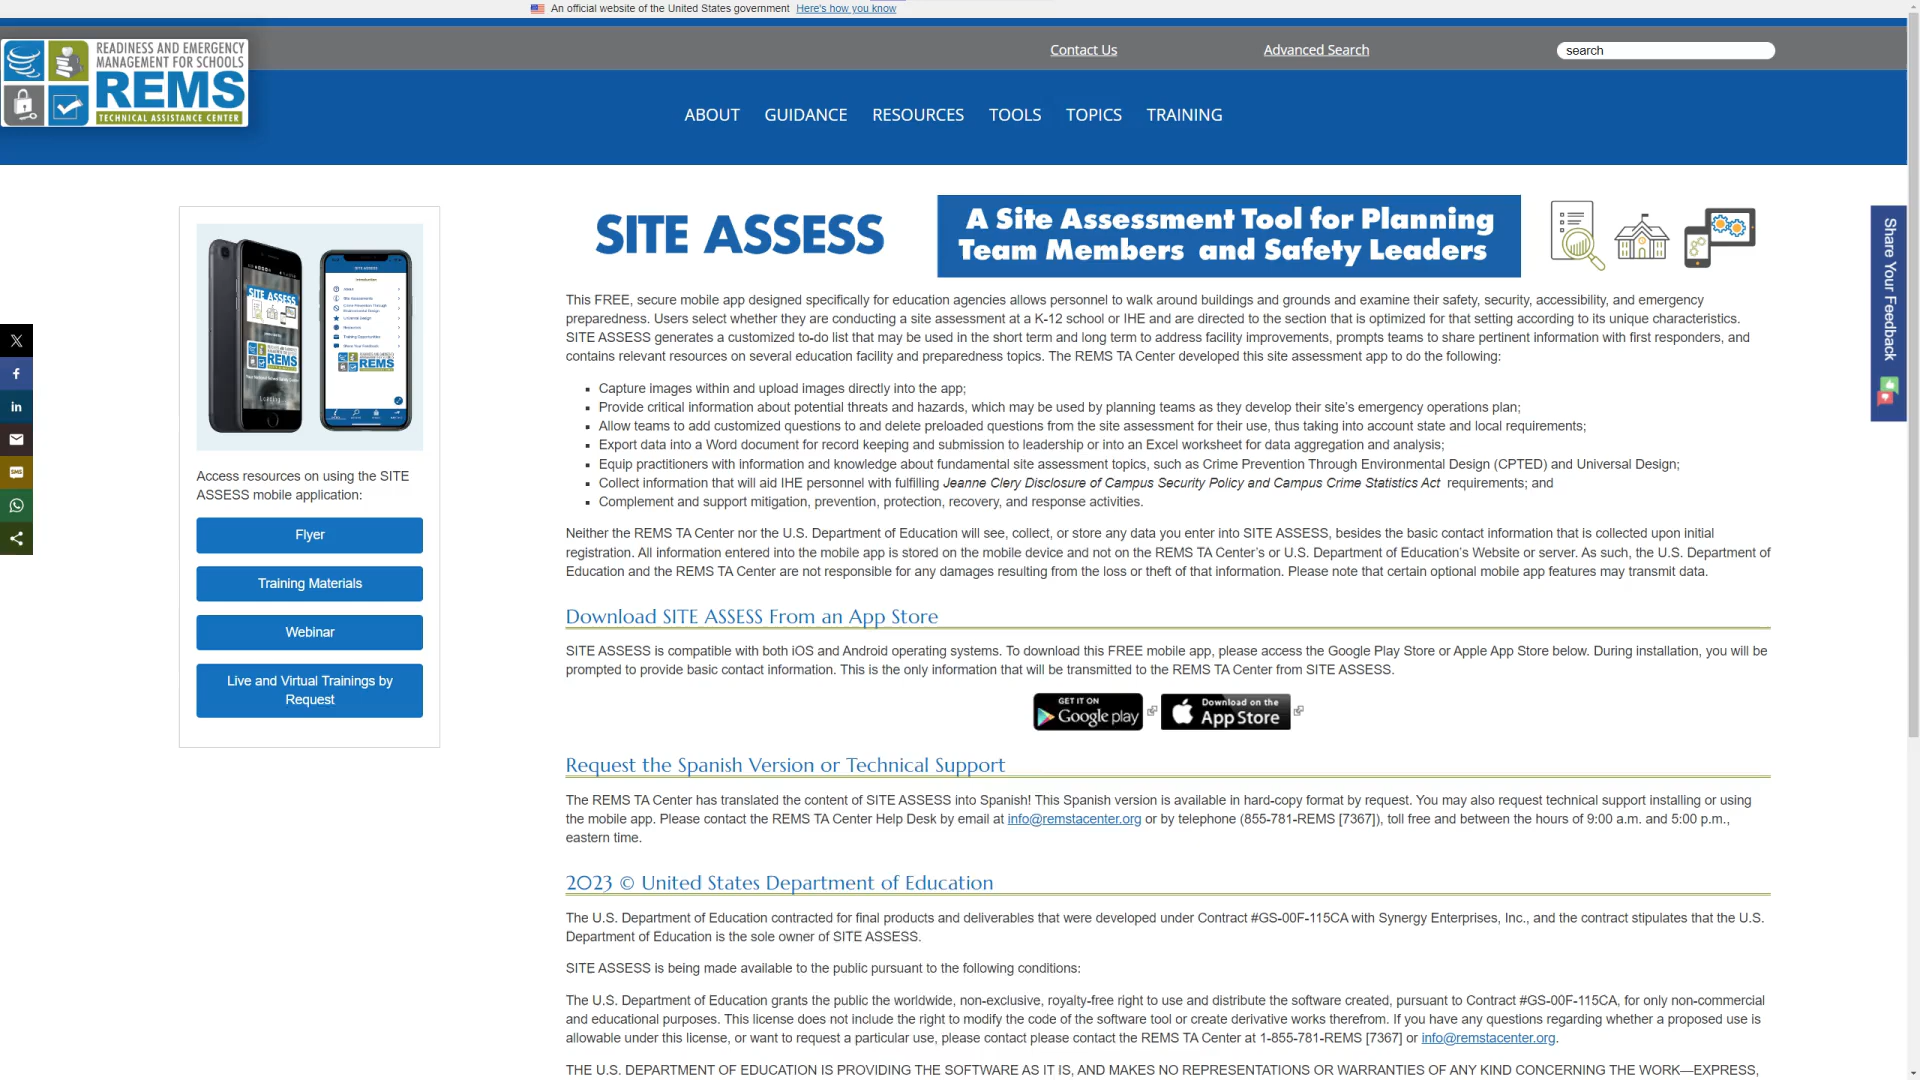 An official website of the United States government Here's how you know
READINESS AND EMERGENCY
MANAGEMENT FOR SCHOOLS
REMS
TECHNICAL ASSISTANCE CENTER
Contact Us
Advanced Search
search
ABOUT
GUIDANCE
RESOURCES
TOOLS
TOPICS
TRAINING
SITE ASSESS
A Site Assessment Tool for Planning
Team Members and Safety Leaders
Share Your Feedback
SITE ASSESS
REMS
SITE ASSESS
REMS
Access resources on using the SITE
ASSESS mobile application:
Flyer
Training Materials
Webinar
Live and Virtual Trainings by
Request
in
SMS
This FREE, secure mobile app designed specifically for education agencies allows personnel to walk around buildings and grounds and examine their safety, security, accessibility, and emergency
preparedness. Users select whether they are conducting a site assessment at a K-12 school or IHE and are directed to the section that is optimized for that setting according to its unique characteristics.
SITE ASSESS generates a customized to-do list that may be used in the short term and long term to address facility improvements, prompts teams to share pertinent information with first responders, and
contains relevant resources on several education facility and preparedness topics. The REMS TA Center developed this site assessment app to do the following:
Capture images within and upload images directly into the app;
Provide critical information about potential threats and hazards, which may be used by planning teams as they develop their site’s emergency operations plan;
Allow teams to add customized questions to and delete preloaded questions from the site assessment for their use, thus taking into account state and local requirements;
Export data into a Word document for record keeping and submission to leadership or into an Excel worksheet for data aggregation and analysis;
Equip practitioners with information and knowledge about fundamental site assessment topics, such as Crime Prevention Through Environmental Design (CPTED) and Universal Design;
Collect information that will aid IHE personnel with fulfilling Jeanne Clery Disclosure of Campus Security Policy and Campus Crime Statistics Act requirements; and
Complement and support mitigation, prevention, protection, recovery, and response activities.
Neither the REMS TA Center nor the U.S. Department of Education will see, collect, or store any data you enter into SITE ASSESS, besides the basic contact information that is collected upon initial
registration. All information entered into the mobile app is stored on the mobile device and not on the REMS TA Center’s or U.S. Department of Education’s Website or server. As such, the U.S. Department of
Education and the REMS TA Center are not responsible for any damages resulting from the loss or theft of that information. Please note that certain optional mobile app features may transmit data.
Download SITE ASSESS From an App Store
SITE ASSESS is compatible with both iOS and Android operating systems. To download this FREE mobile app, please access the Google Play Store or Apple App Store below. During installation, you will be
prompted to provide basic contact information. This is the only information that will be transmitted to the REMS TA Center from SITE ASSESS.
GET IT ON
Google play
Download on the
App Store
Request the Spanish Version or Technical Support
The REMS TA Center has translated the content of SITE ASSESS into Spanish! This Spanish version is available in hard-copy format by request. You may also request technical support installing or using
the mobile app. Please contact the REMS TA Center Help Desk by email at info@remstacenter.org or by telephone (855-781-REMS [7367]), toll free and between the hours of 9:00 a.m. and 5:00 p.m.,
eastern time.
2023 © United States Department of Education
The U.S. Department of Education contracted for final products and deliverables that were developed under Contract #GS-00F-115CA with Synergy Enterprises, Inc., and the contract stipulates that the U.S.
Department of Education is the sole owner of SITE ASSESS.
SITE ASSESS is being made available to the public pursuant to the following conditions:
The U.S. Department of Education grants the public the worldwide, non-exclusive, royalty-free right to use and distribute the software created, pursuant to Contract #GS-00F-115CA, for only non-commercial
and educational purposes. This license does not include the right to modify the code of the software tool or create derivative works therefrom. If you have any questions regarding whether a proposed use is
allowable under this license, or want to request a particular use, please contact please contact the REMS TA Center at 1-855-781-REMS [7367] or info@remstacenter.org.
THE U.S. DEPARTMENT OF EDUCATION IS PROVIDING THE SOFTWARE AS IT IS, AND MAKES NO REPRESENTATIONS OR WARRANTIES OF ANY KIND CONCERNING THE WORK—EXPRESS,